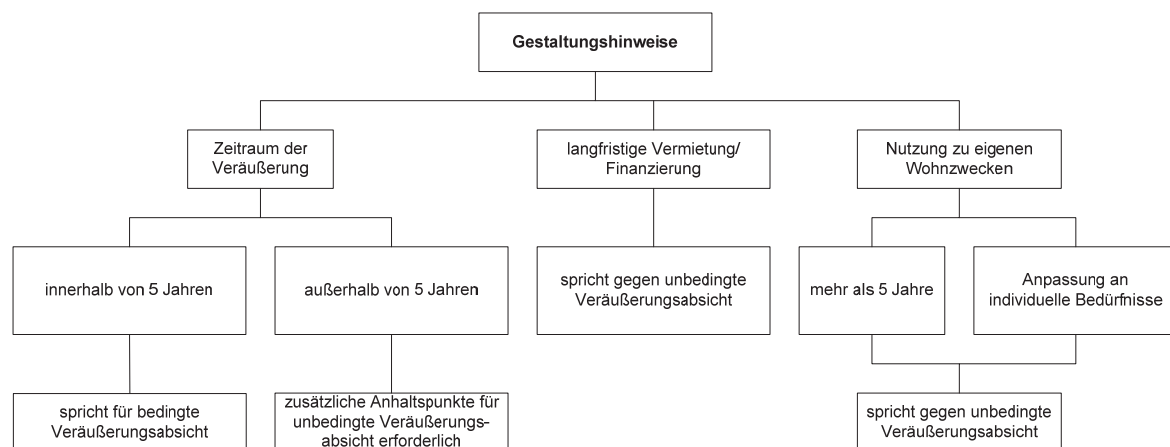 Gestaltungshinweise
Zeitraum der
Veräußerung
langfristige Vermietung/
Finanzierung
Nutzung zu eigenen
Wohnzwecken
innerhalb von 5 Jahren
außerhalb von 5 Jahren
spricht gegen unbedingte
Veräußerungsabsicht
mehr als 5 Jahre
Anpassung an
individuelle Bedürfnisse
spricht für bedingte
Veräußerungsabsicht
zusätzliche Anhaltspunkte für
unbedingte Veräußerungs-
absicht erforderlich
spricht gegen unbedingte
Veräußerungsabsicht